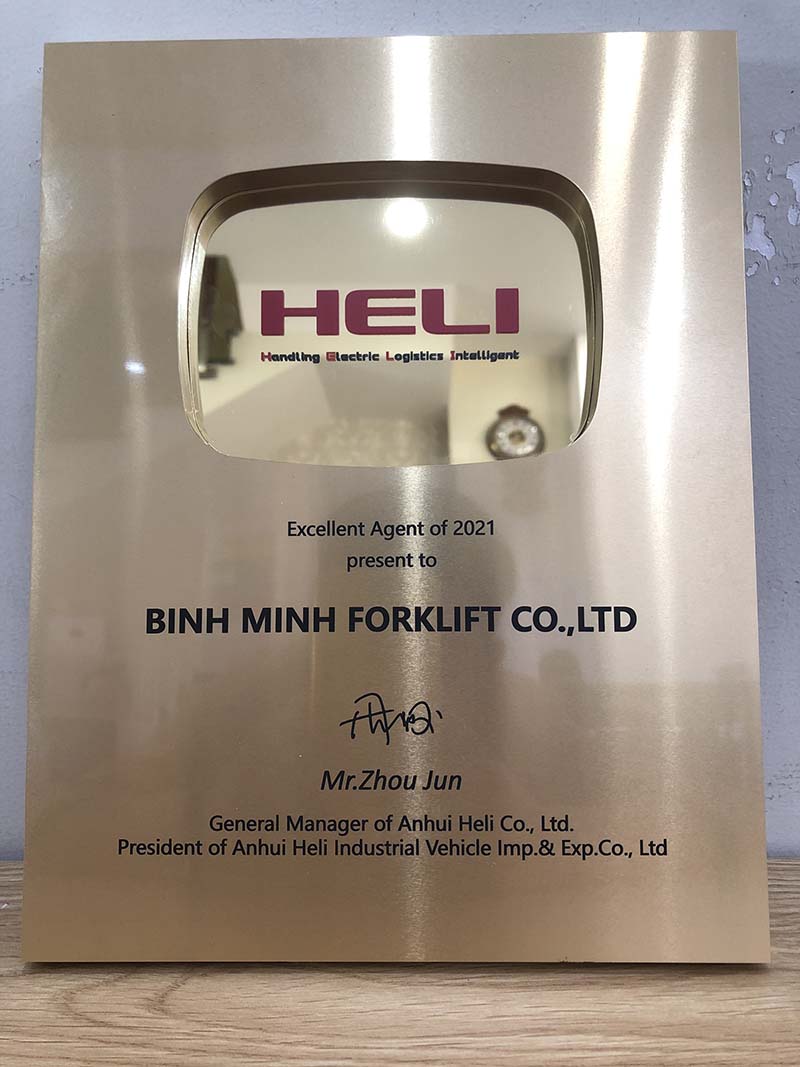 HELI
Handling Electric Logistics Intelligent
Excellent Agent of 2021
present to
BINH MINH FORKLIFT CO.,LTD
Mr.Zhou Jun
General Manager of Anhui Heli Co., Ltd.
President of Anhui Heli Industrial Vehicle Imp.& Exp.Co., Ltd